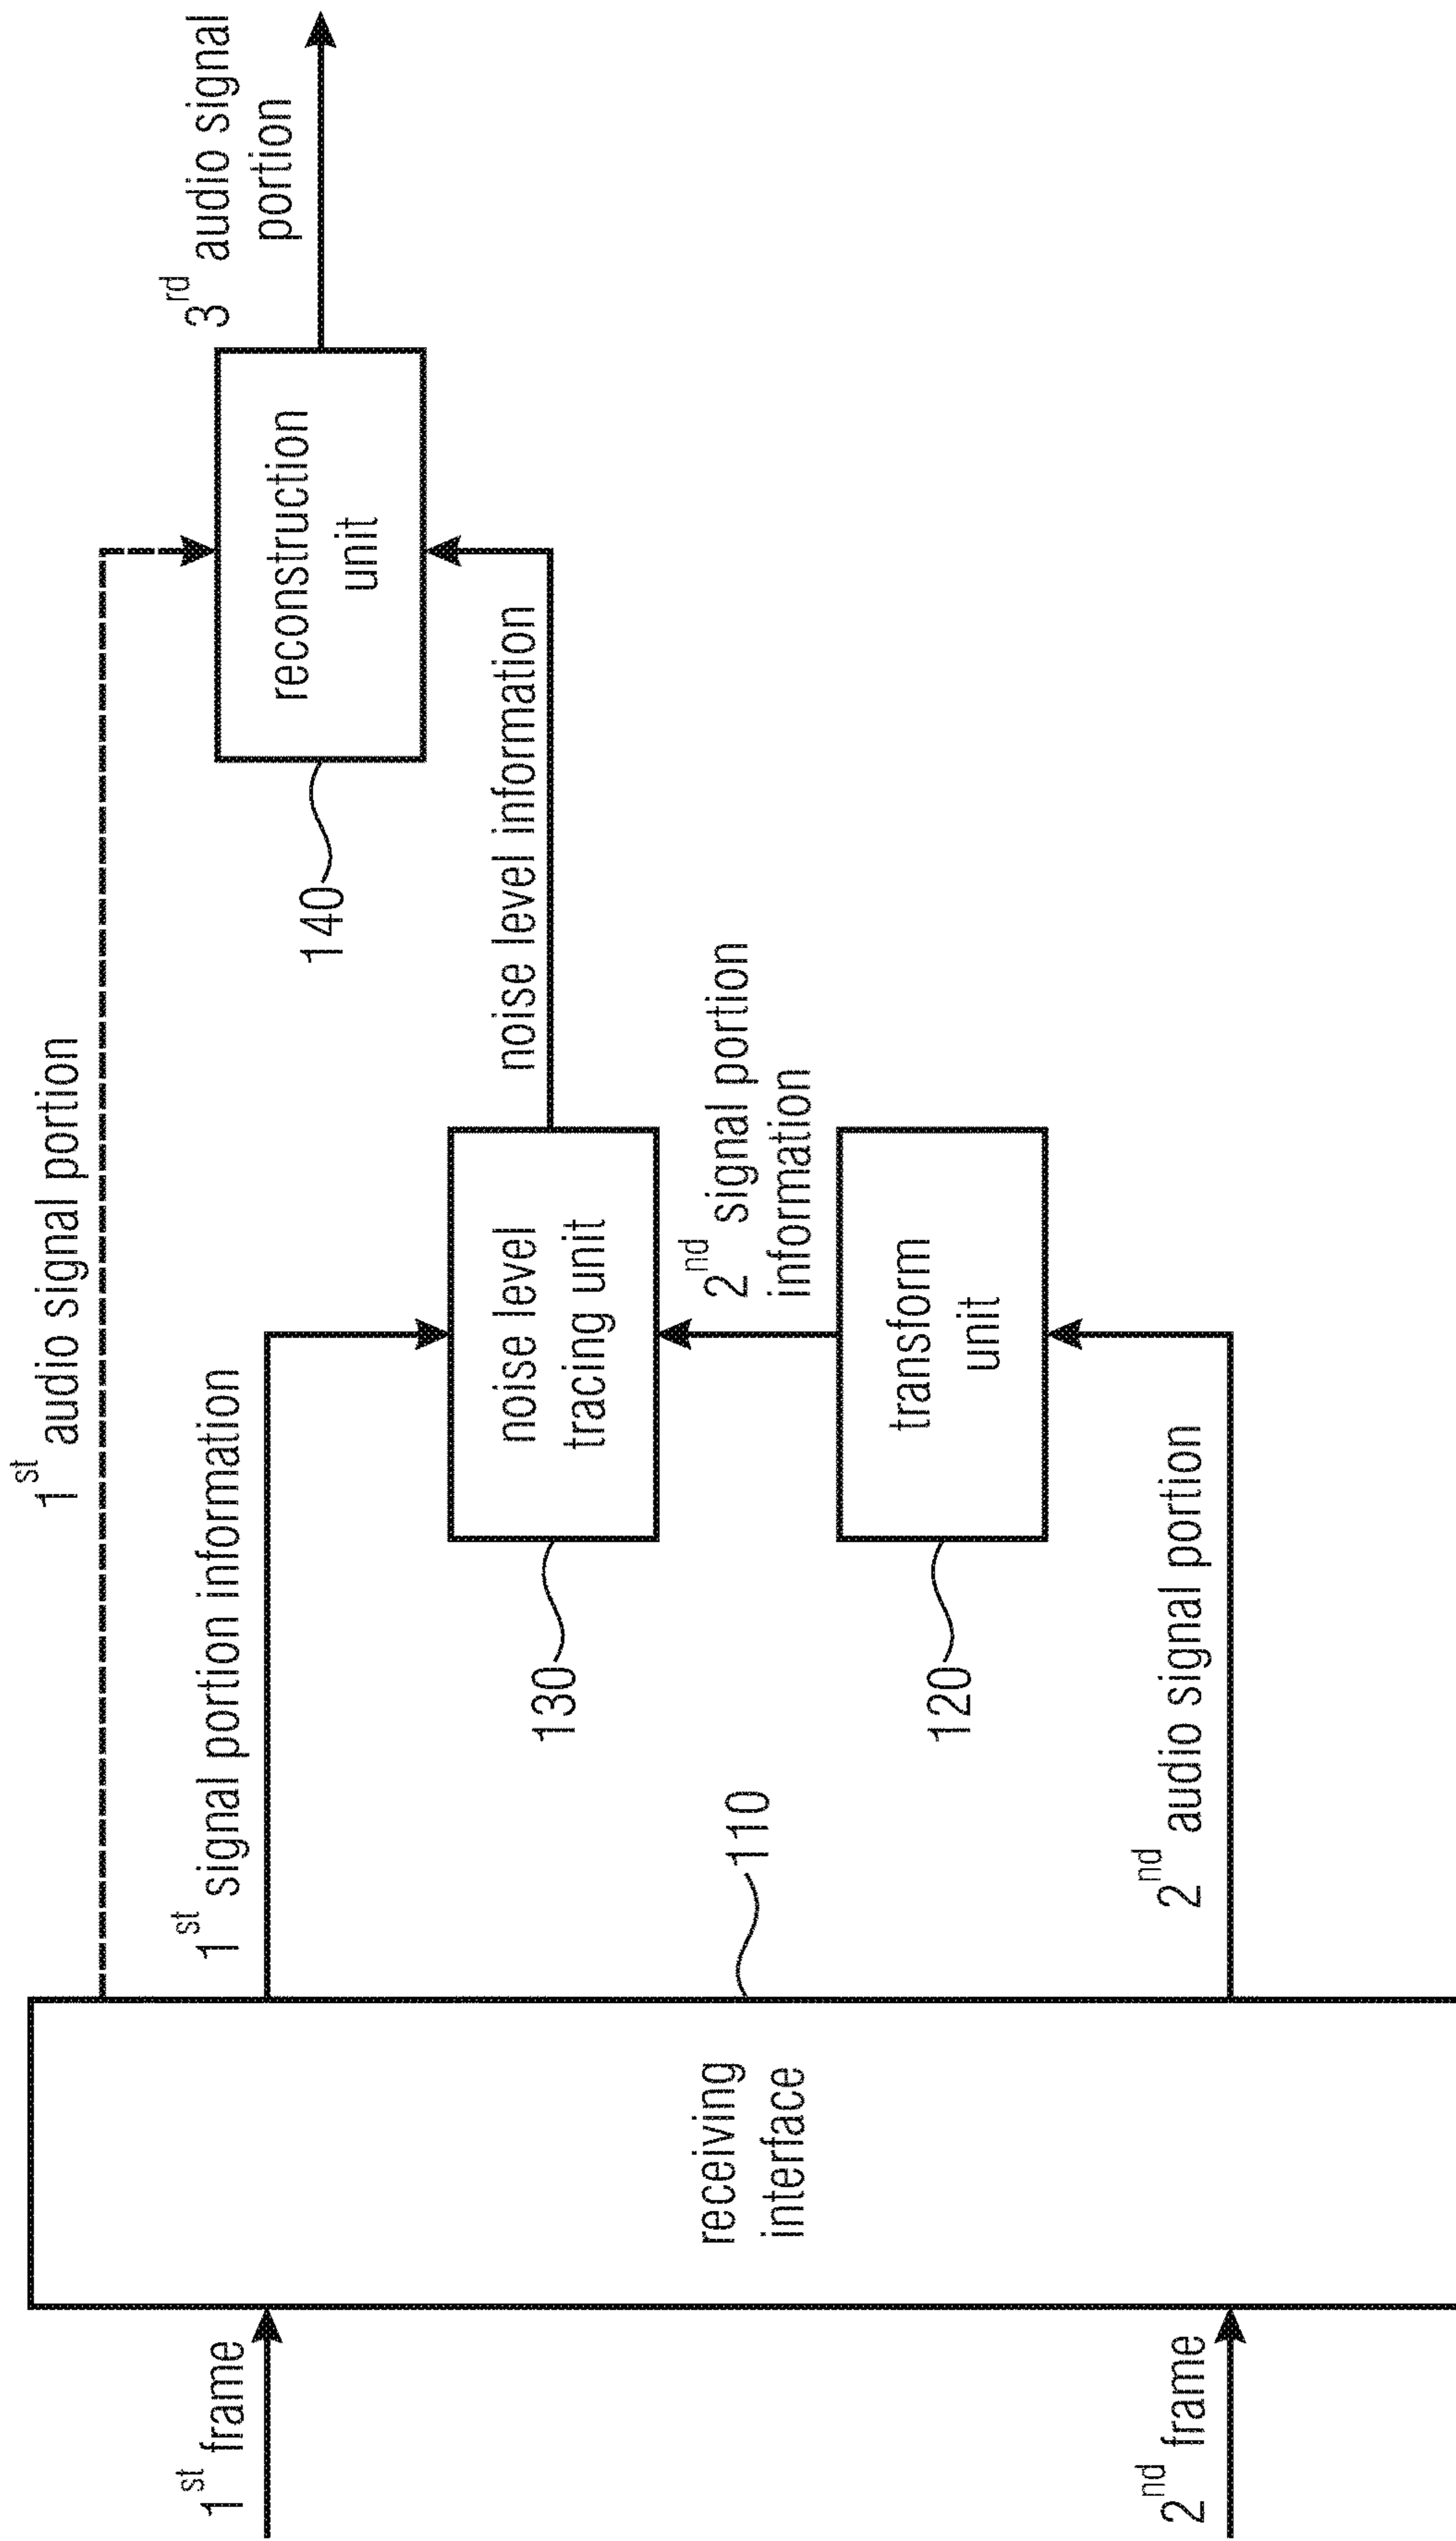 1st frame
2nd frame
receiving
interface
110
1st audio signal portion
1st signal portion information
2nd audio signal portion
noise level
tracing unit
130
2nd signal portion
information
transform
unit
120
noise level information
reconstruction
unit
140
3rd audio signal
portion